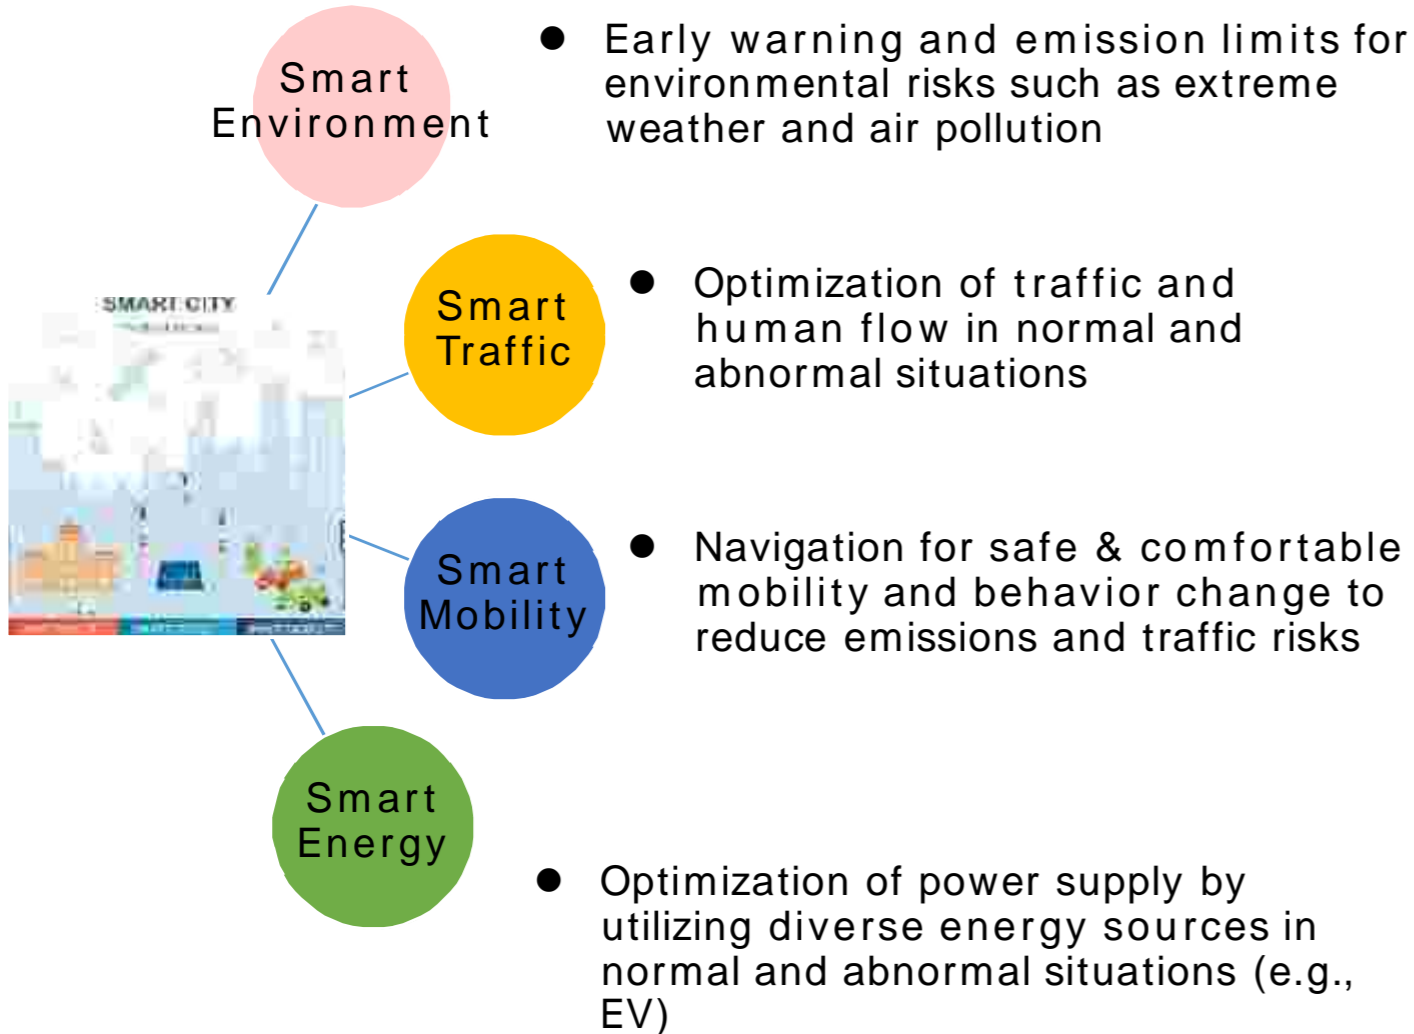 Smart
Environment
● Early warning and emission limits for
environmental risks such as extreme
weather and air pollution
SMART CITY
Smart
Traffic
● Optimization of traffic and
human flow in normal and
abnormal situations
Smart
Mobility
● Navigation for safe & comfortable
mobility and behavior change to
reduce emissions and traffic risks
Smart
Energy
● Optimization of power supply by
utilizing diverse energy sources in
normal and abnormal situations (e.g.,
EV)